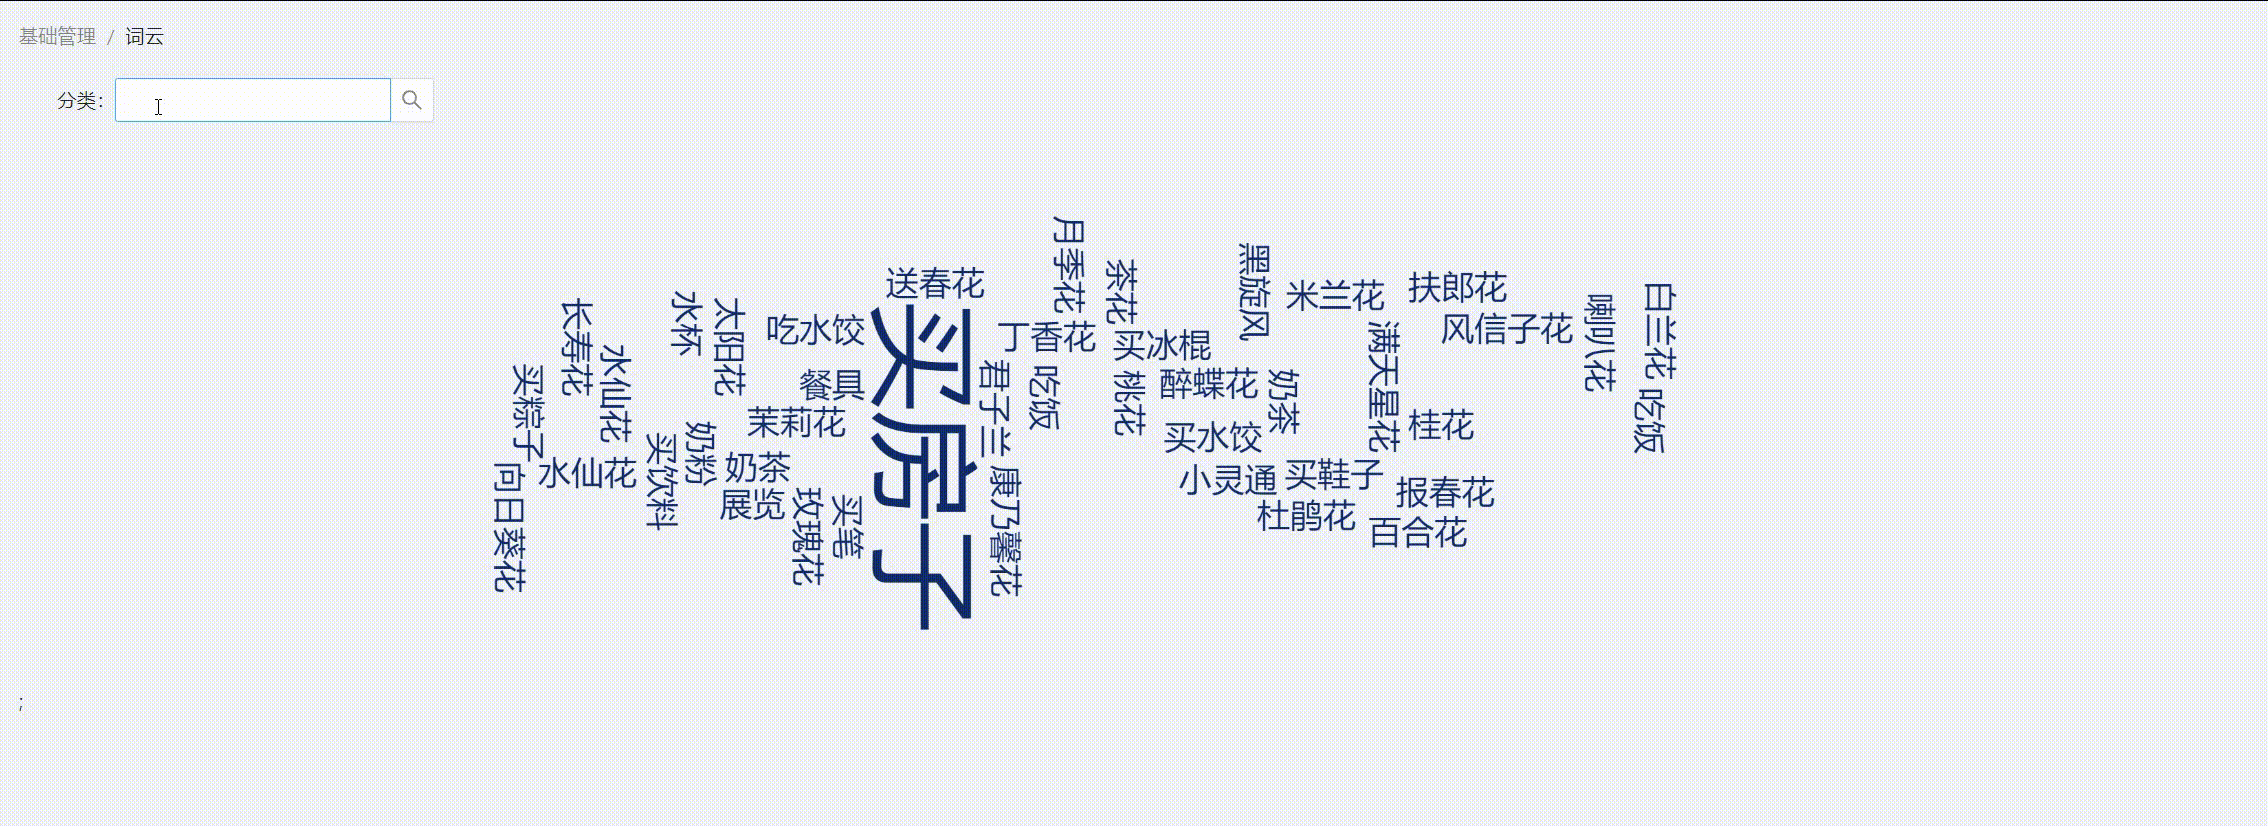 基础管理 / 词云
分类：
月季花
黑旋风
茶花
送春花
米兰花
扶郎花
白兰花
喇叭花
长寿花
水杯
太阳花
吃水饺
买房子
丁香花
买冰棍
满天星花
风信子花
水仙花
买粽子
餐具
君子兰
吃饭
桃花
醉蝶花
奶茶
吃饭
茉莉花
桂花
奶粉
买饮料
买水饺
向日葵花
水仙花
奶茶
康乃馨花
小灵通
买鞋子
展览
玫瑰花
买笔
报春花
杜鹃花
百合花
;